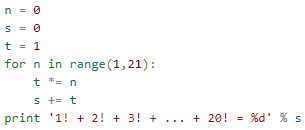 n = 0
s = 0
t = 1
for n in range(1,21):
    t *= n
    s += t
print '1! + 2! + 3! + ... + 20! = %d' % s